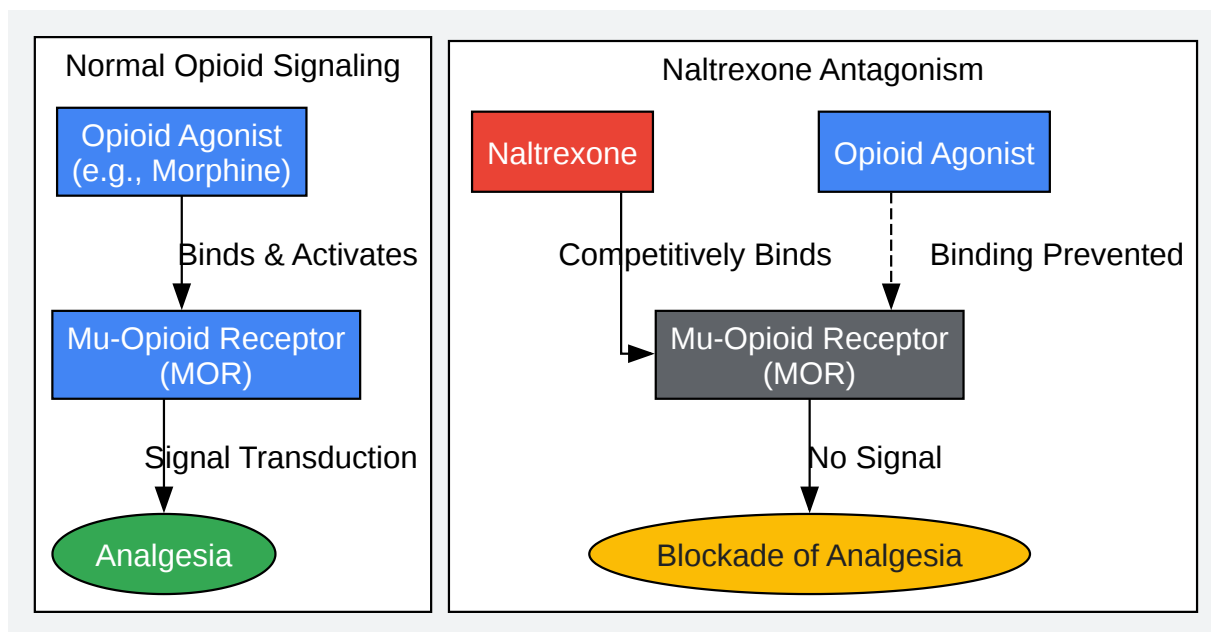 Normal Opioid Signaling
Opioid Agonist
(e.g., Morphine)
Binds & Activates
Mu-Opioid Receptor
(MOR)
Signal Transduction
Analgesia
Naltrexone Antagonism
Naltrexone
Opioid Agonist
Competitively Binds
Binding Prevented
Mu-Opioid Receptor
(MOR)
No Signal
Blockade of Analgesia